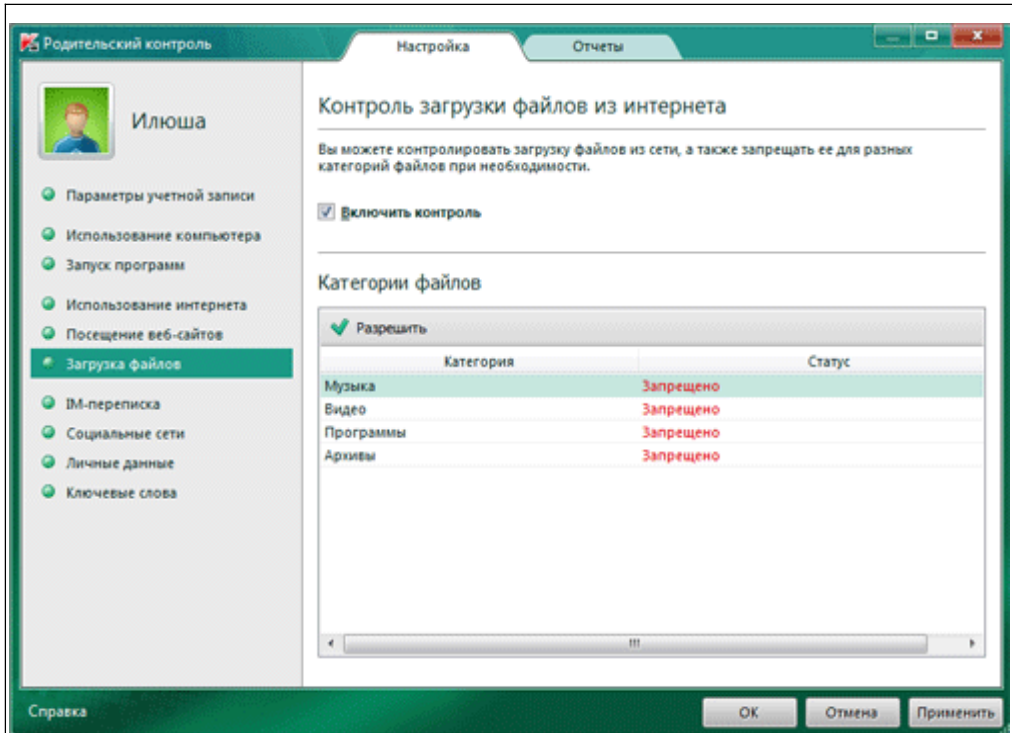 Родительский контроль
Настройка
Отчеты
Илюша
Параметры учетной записи
Использование компьютера
Запуск программ
Использование интернета
Посещение веб-сайтов
Загрузка файлов
IM-переписка
Социальные сети
Личные данные
Ключевые слова
Контроль загрузки файлов из интернета
Вы можете контролировать загрузку файлов из сети, а также запрещать ее для разных
категорий файлов при необходимости.
Включить контроль
Категории файлов
Разрешить
Категория Статус
Музыка Запрещено
Видео Запрещено
Программы Запрещено
Архивы Запрещено
Справка
ОК
Отмена
Применить